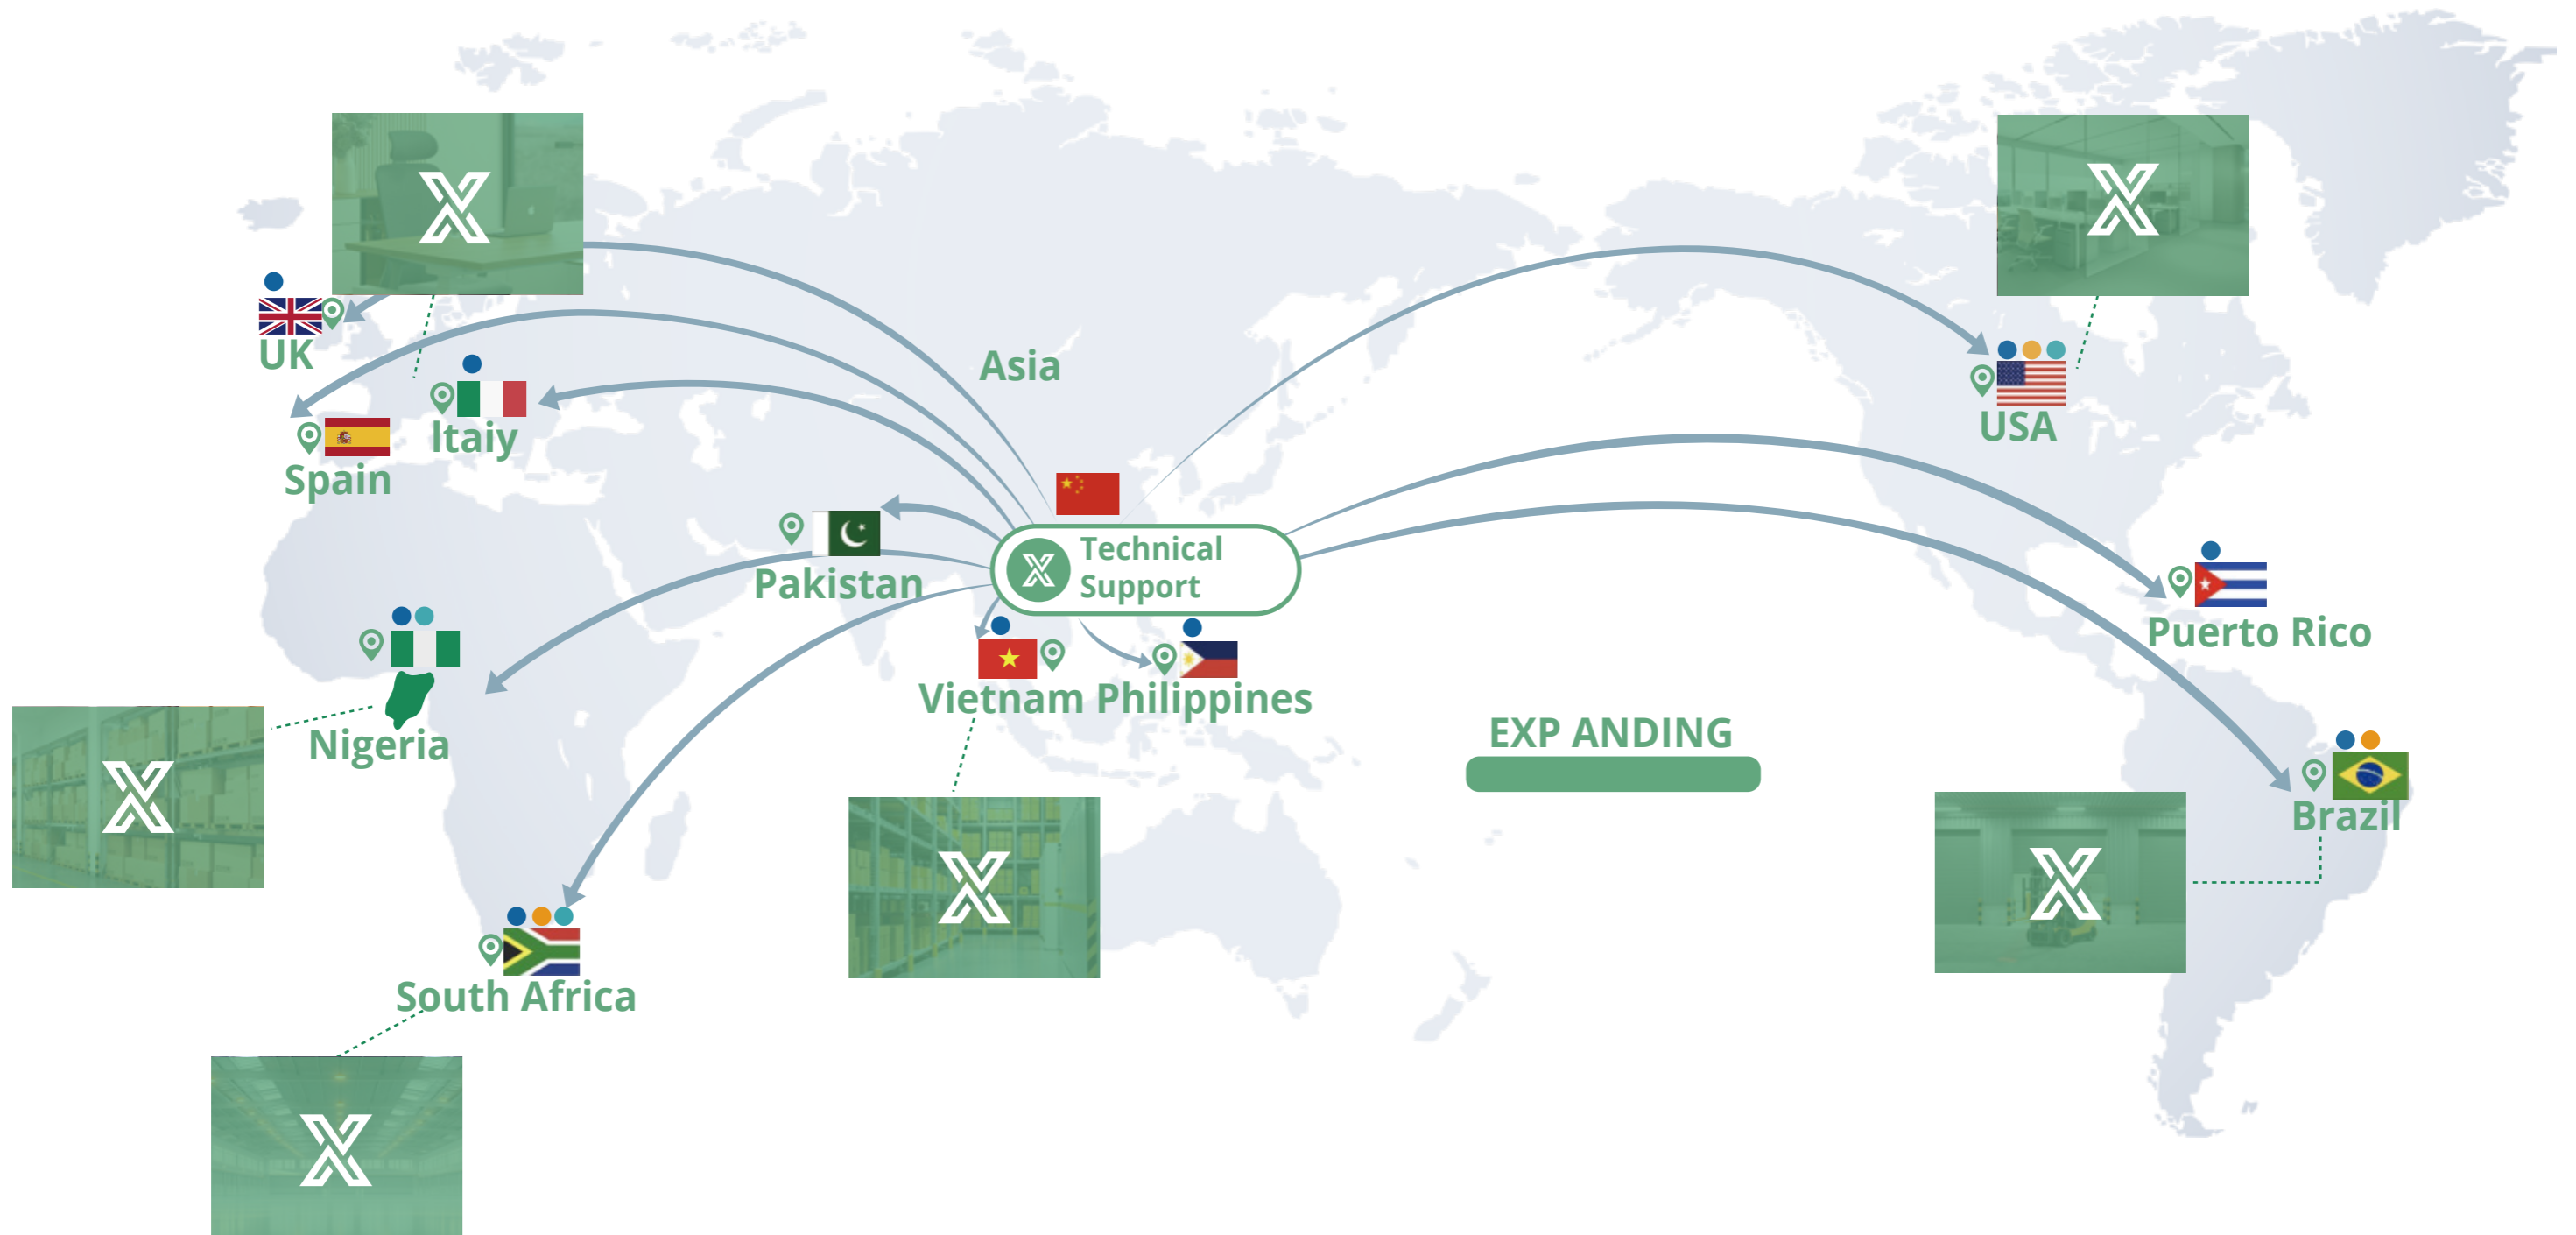 Asia
UK
Itaiy
Spain
USA
Technical
Support
Pakistan
Puerto Rico
Vietnam
Philippines
EXP ANDING
Nigeria
Brazil
South Africa